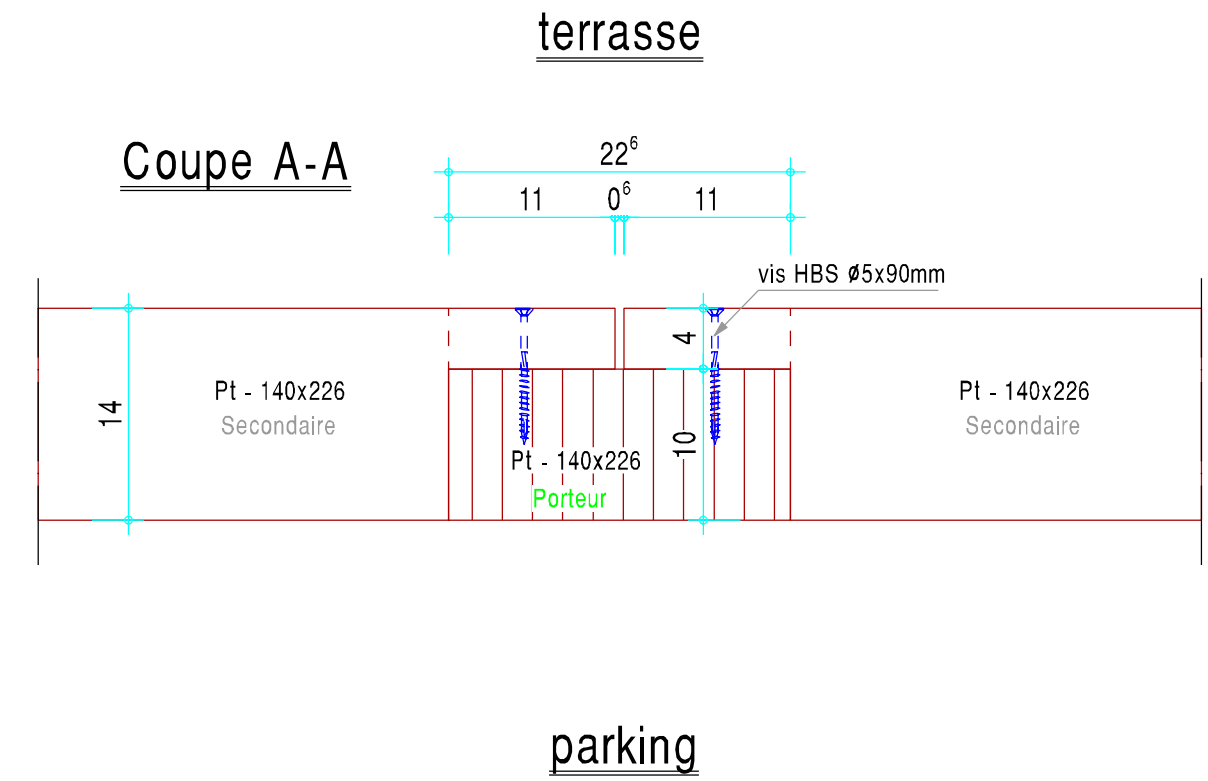 terrasse
Coupe A-A
22⁶
11 0⁶ 11
vis HBS Ø5x90mm
4
Pt - 140x226
Secondaire
14
10
Pt - 140x226
Porteur
Pt - 140x226
Secondaire
parking